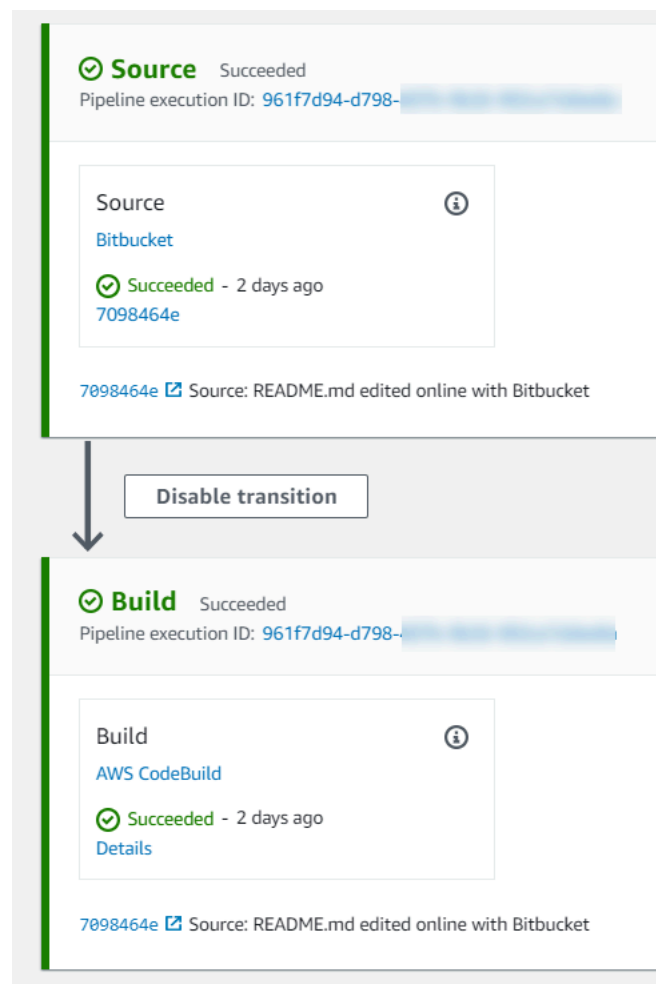 Source Succeeded
Pipeline execution ID: 961f7d94-d798-
Source
Bitbucket
Succeeded - 2 days ago
7098464e
7098464e Source: README.md edited online with Bitbucket
Disable transition
Build Succeeded
Pipeline execution ID: 961f7d94-d798-
Build
AWS CodeBuild
Succeeded - 2 days ago
Details
7098464e Source: README.md edited online with Bitbucket